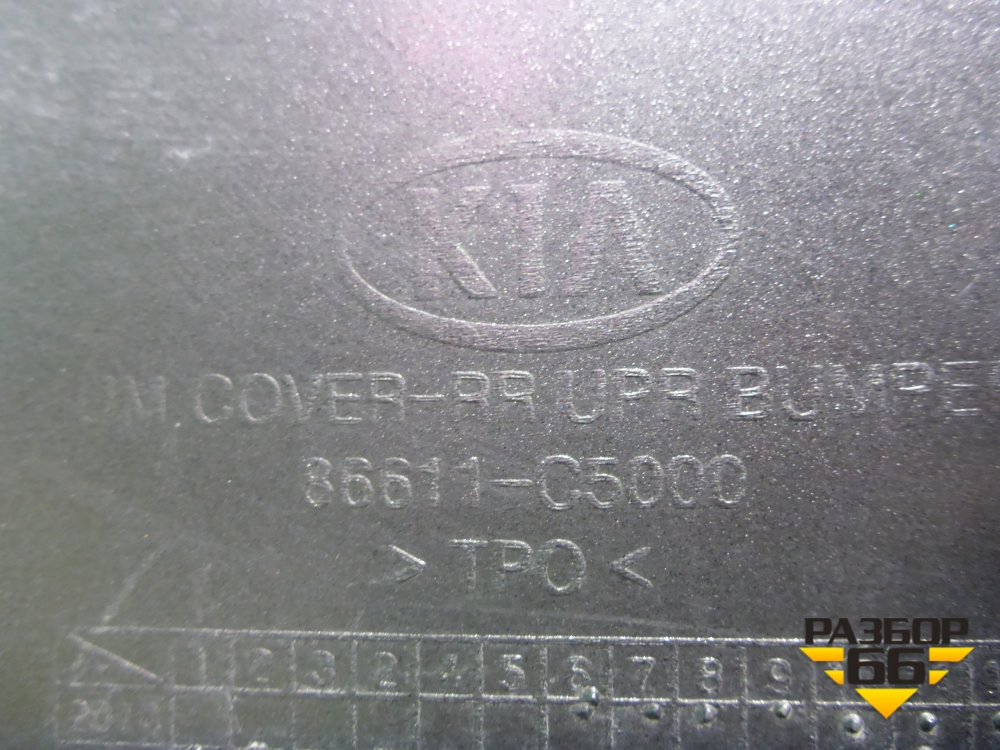 KIA
UM COVER-RR UPR BUMPE
86611-C5000
> TPO <
1 2 3 2 4 5 6 7 8 9
РАЗБОР
66